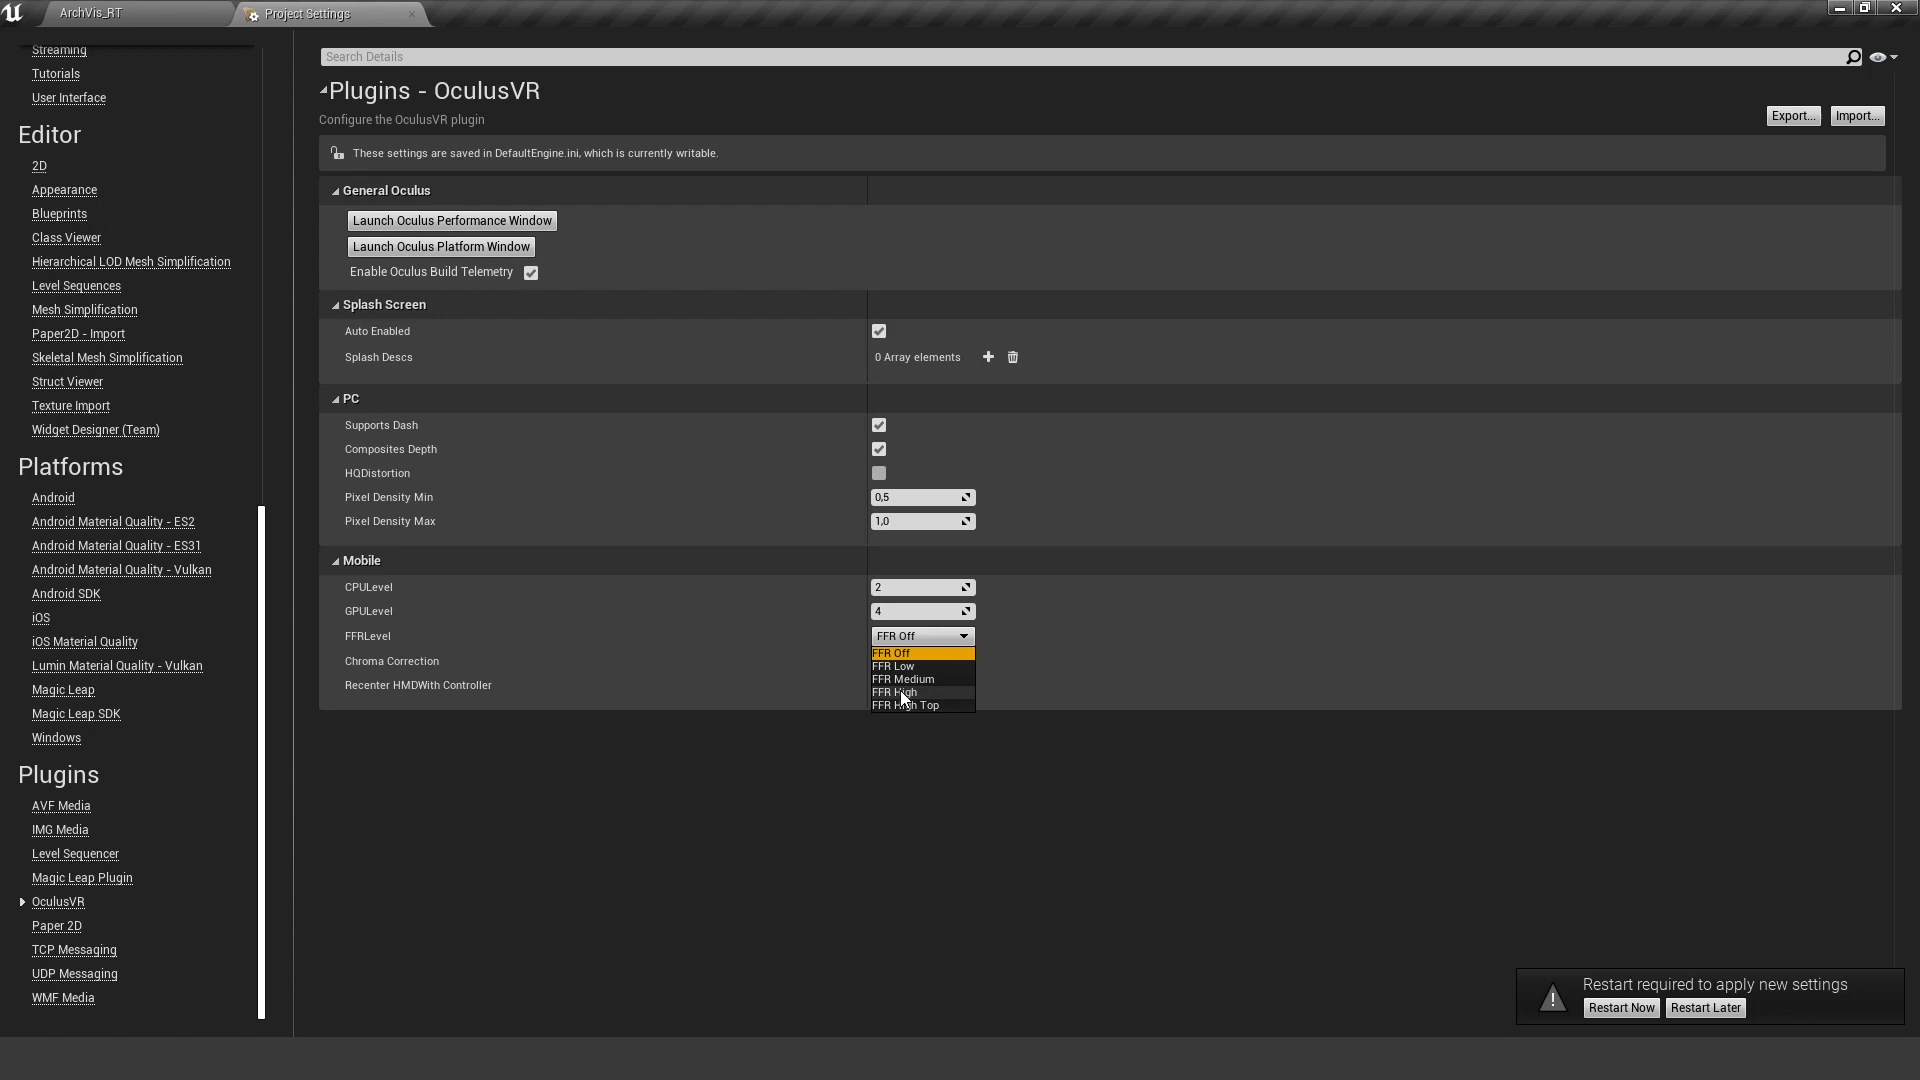 ArchVis_RT
Project Settings
Streaming
Tutorials
User Interface
Editor
2D
Appearance
Blueprints
Class Viewer
Hierarchical LOD Mesh Simplification
Level Sequences
Mesh Simplification
Paper2D - Import
Skeletal Mesh Simplification
Struct Viewer
Texture Import
Widget Designer (Team)
Platforms
Android
Android Material Quality - ES2
Android Material Quality - ES31
Android Material Quality - Vulkan
Android SDK
iOS
iOS Material Quality
Lumin Material Quality - Vulkan
Magic Leap
Magic Leap SDK
Windows
Plugins
AVF Media
IMG Media
Level Sequencer
Magic Leap Plugin
OculusVR
Paper 2D
TCP Messaging
UDP Messaging
WMF Media
Search Details
Plugins - OculusVR
Configure the OculusVR plugin
Export...
Import...
These settings are saved in DefaultEngine.ini, which is currently writable.
General Oculus
Launch Oculus Performance Window
Launch Oculus Platform Window
Enable Oculus Build Telemetry
Splash Screen
Auto Enabled
Splash Descs
0 Array elements
PC
Supports Dash
Composites Depth
HQDistortion
Pixel Density Min
0,5
Pixel Density Max
1,0
Mobile
CPULevel
2
GPULevel
4
FFRLevel
FFR Off
FFR Off
FFR Low
FFR Medium
FFR High
FFR High Top
Chroma Correction
Recenter HMDWith Controller
Restart required to apply new settings
Restart Now
Restart Later